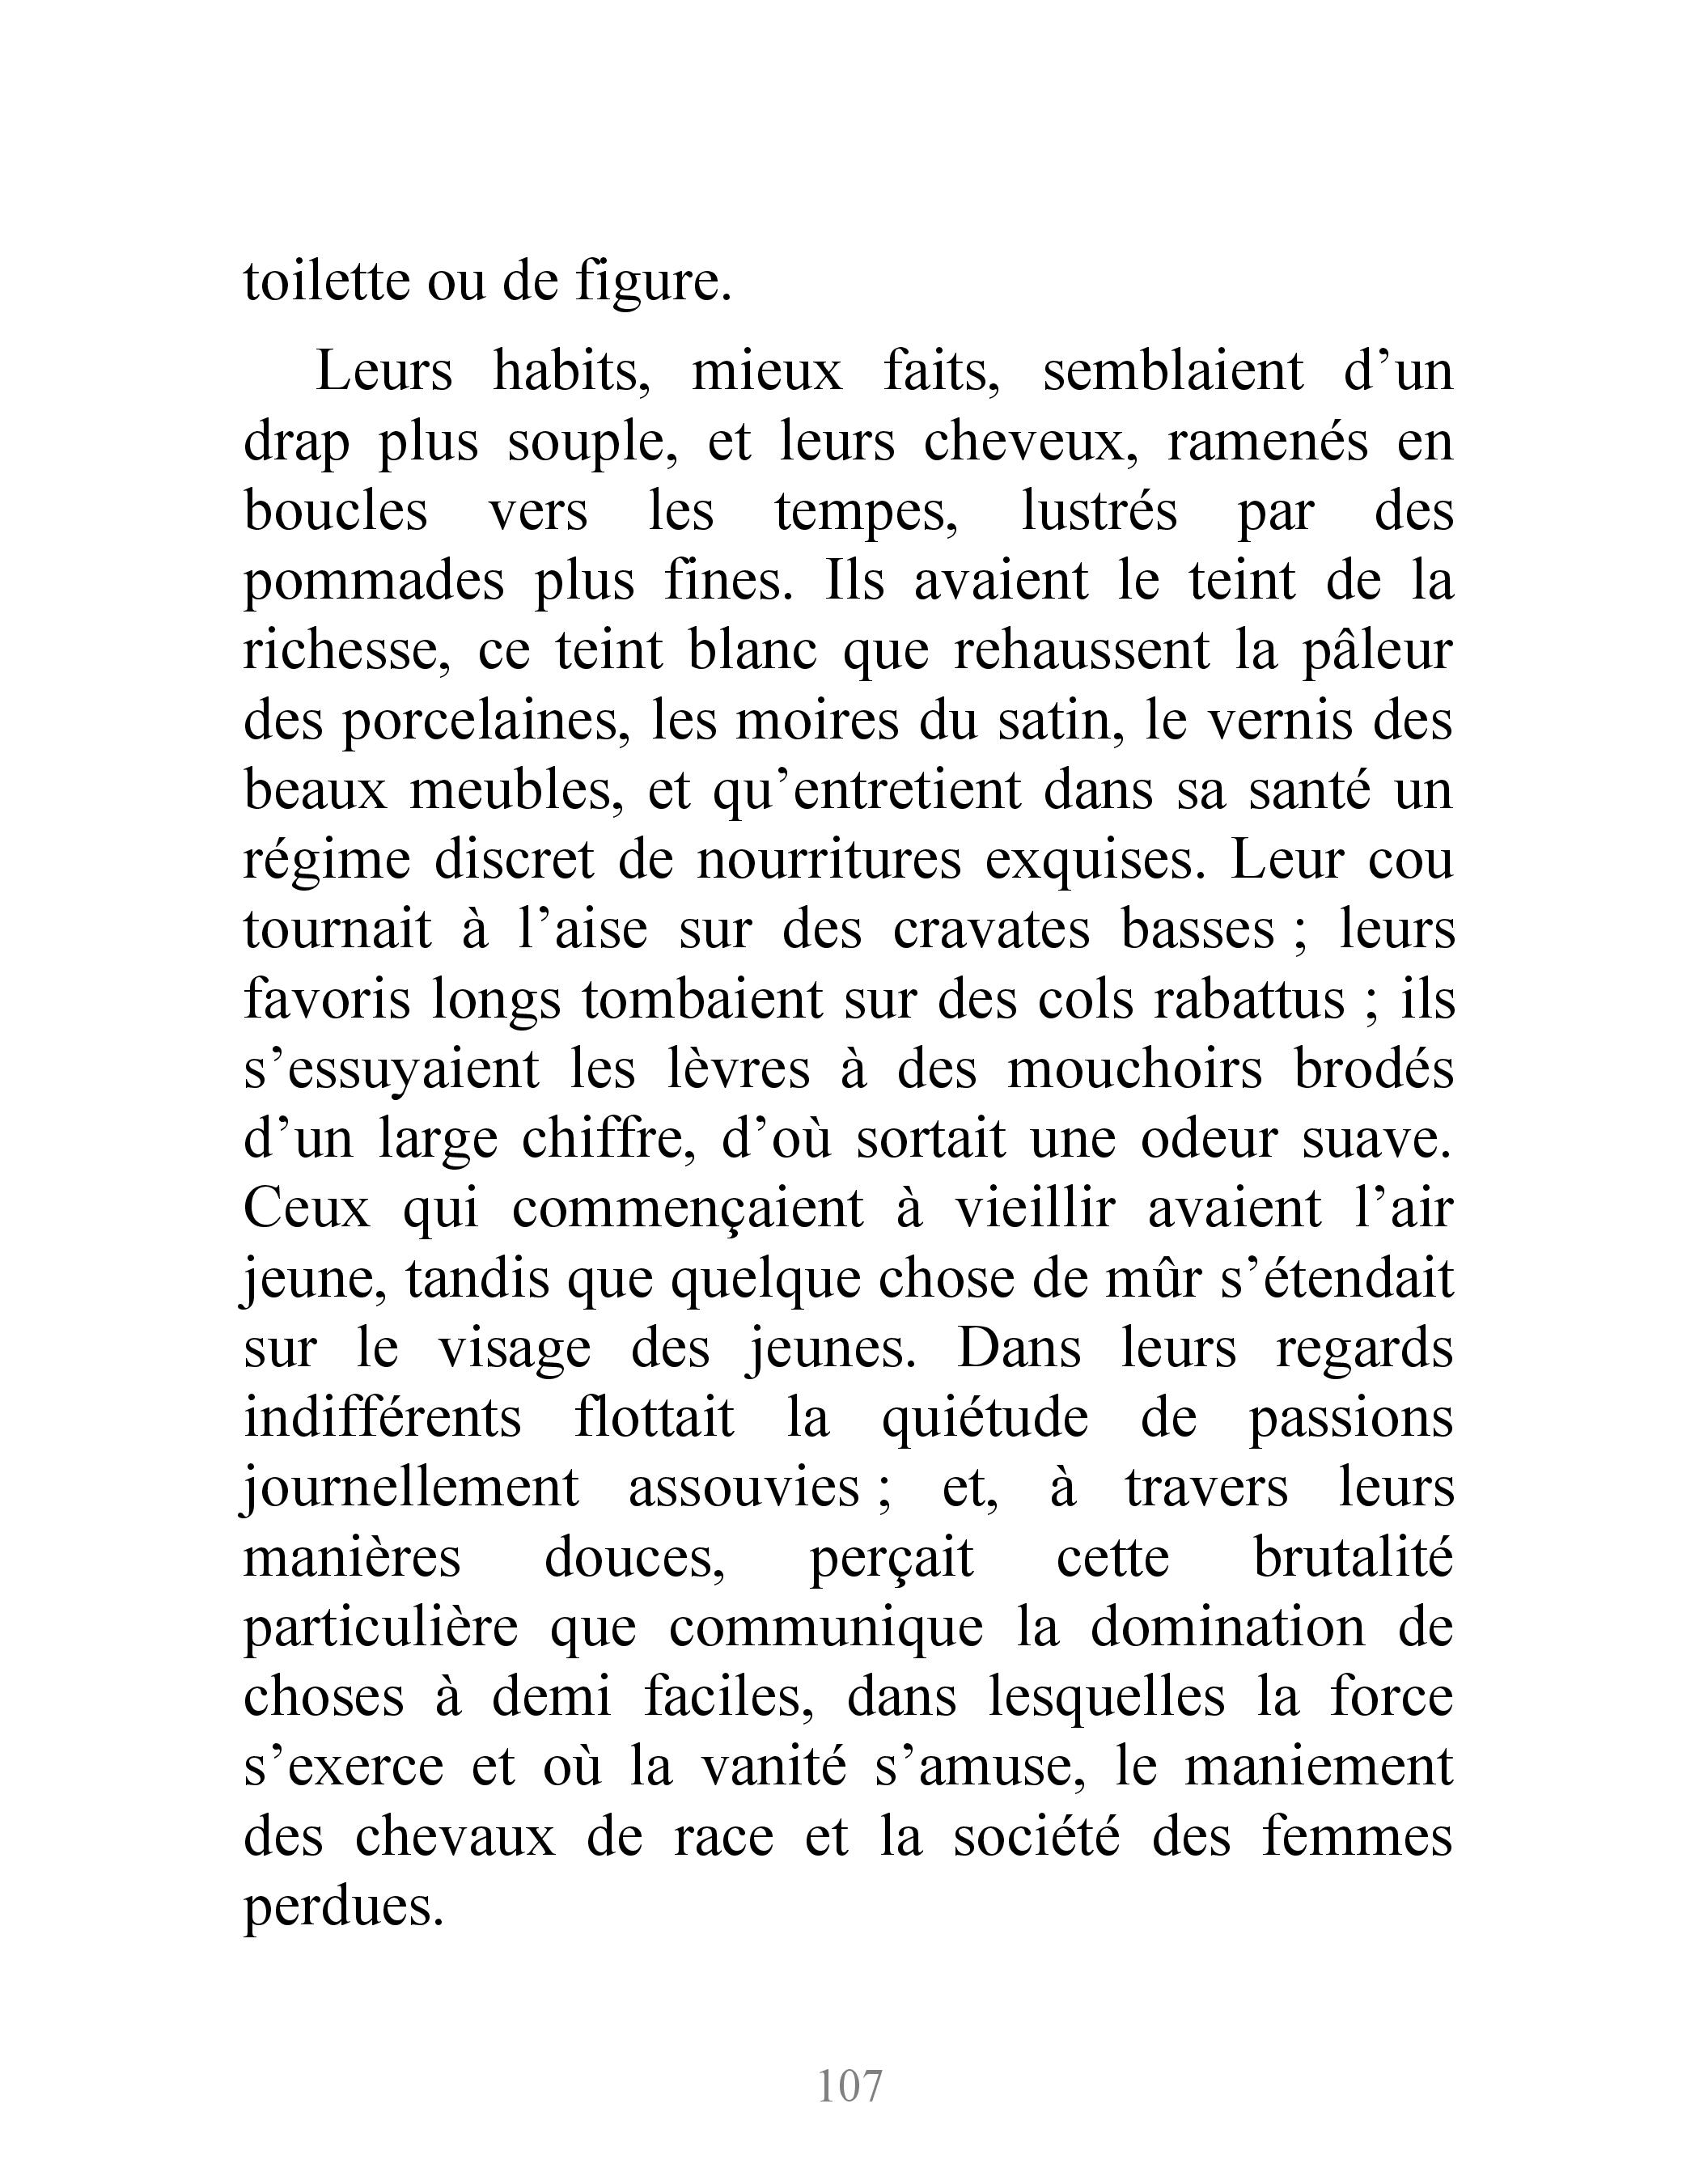 toilette ou de figure.
Leurs habits, mieux faits, semblaient d’un
drap plus souple, et leurs cheveux, ramenés en
boucles vers les tempes, lustrés par des
pommades plus fines. Ils avaient le teint de la
richesse, ce teint blanc que rehaussent la pâleur
des porcelaines, les moires du satin, le vernis des
beaux meubles, et qu’entretient dans sa santé un
régime discret de nourritures exquises. Leur cou
tournait à l’aise sur des cravates basses ; leurs
favoris longs tombaient sur des cols rabattus ; ils
s’essuyaient les lèvres à des mouchoirs brodés
d’un large chiffre, d’où sortait une odeur suave.
Ceux qui commençaient à vieillir avaient l’air
jeune, tandis que quelque chose de mûr s’étendait
sur le visage des jeunes. Dans leurs regards
indifférents flottait la quiétude de passions
journellement assouvies ; et, à travers leurs
manières douces, perçait cette brutalité
particulière que communique la domination de
choses à demi faciles, dans lesquelles la force
s’exerce et où la vanité s’amuse, le maniement
des chevaux de race et la société des femmes
perdues.
107